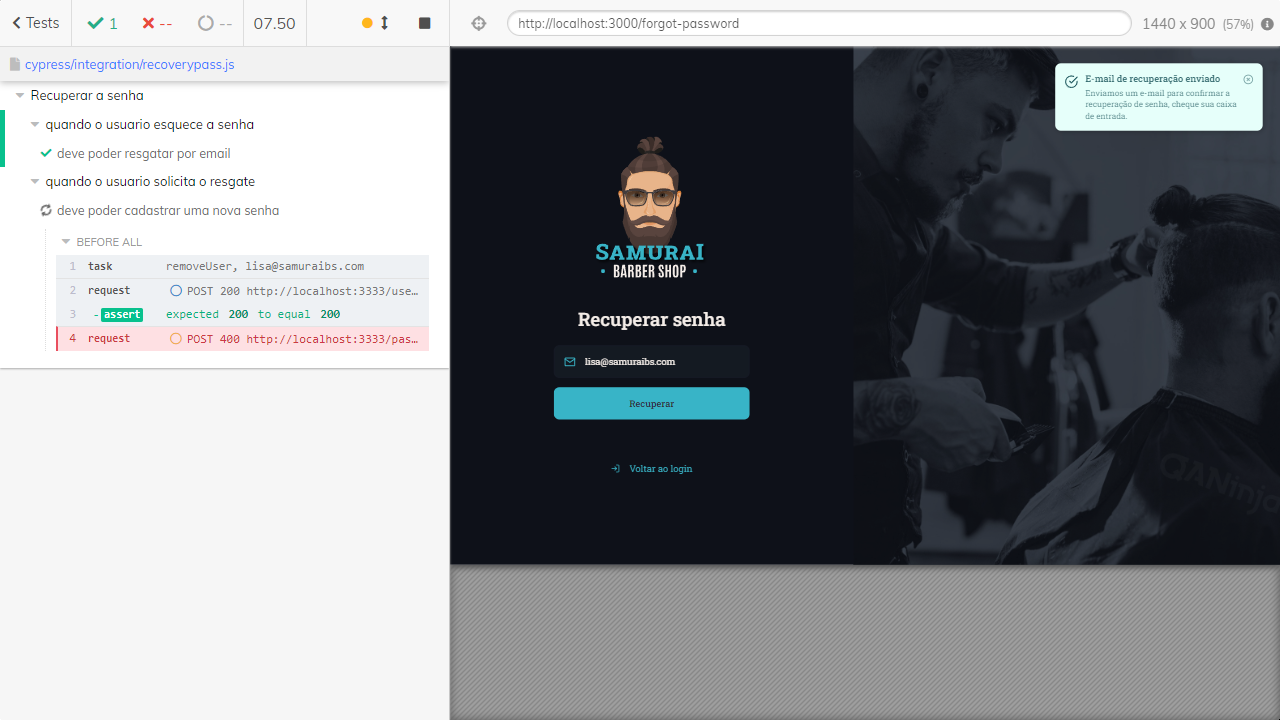 Tests 1 -- -- 07.50
cypress/integration/recoverypass.js
Recuperar a senha
quando o usuario esquece a senha
deve poder resgatar por email
quando o usuario solicita o resgate
deve poder cadastrar uma nova senha
BEFORE ALL
1 task removeUser, lisa@samuraibs.com
2 request POST 200 http://localhost:3333/use…
3 -assert expected 200 to equal 200
4 request POST 400 http://localhost:3333/pas…
http://localhost:3000/forgot-password 1440 x 900 (57%)
E-mail de recuperação enviado
Enviamos um e-mail para confirmar a
recuperação de senha, cheque sua caixa
de entrada.
SAMURAI
• BARBER SHOP •
Recuperar senha
lisa@samuraibs.com
Recuperar
Voltar ao login
QANinja